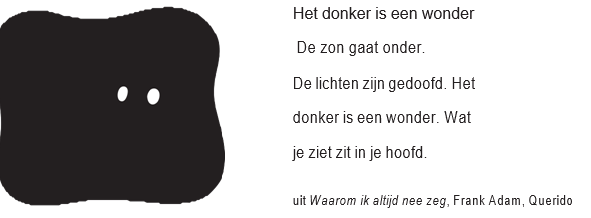 Het donker is een wonder
De zon gaat onder.
De lichten zijn gedoofd. Het
donker is een wonder. Wat
je ziet zit in je hoofd.
uit Waarom ik altijd nee zeg, Frank Adam, Querido